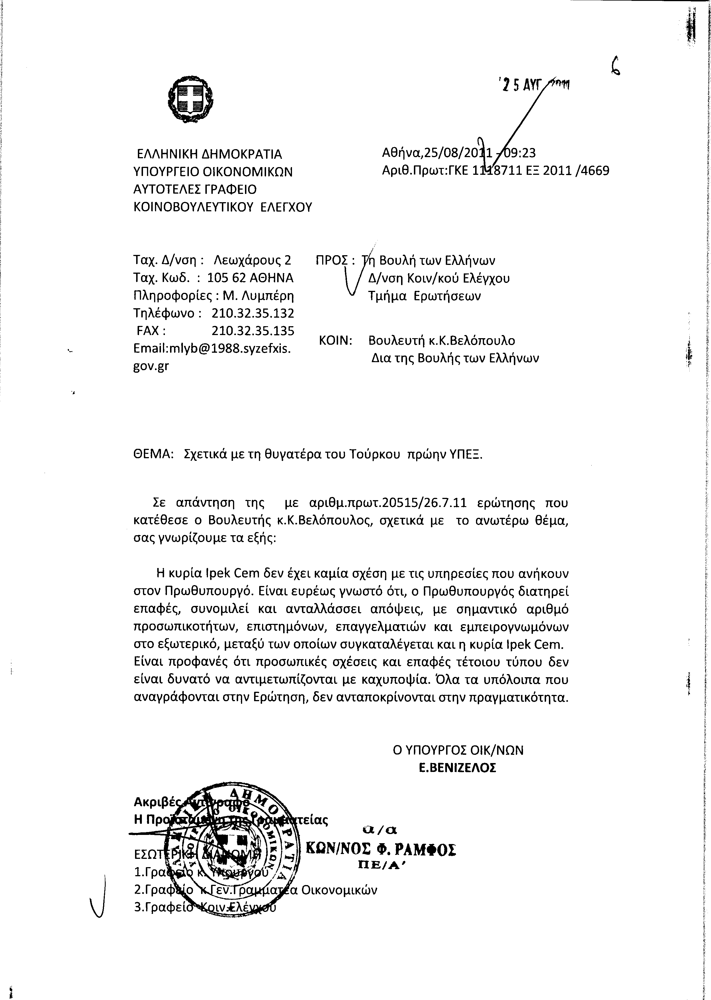 6
25 ΑΥΓ 2011
ΕΛΛΗΝΙΚΗ ΔΗΜΟΚΡΑΤΙΑ
ΥΠΟΥΡΓΕΙΟ ΟΙΚΟΝΟΜΙΚΩΝ
ΑΥΤΟΤΕΛΕΣ ΓΡΑΦΕΙΟ
ΚΟΙΝΟΒΟΥΛΕΥΤΙΚΟΥ ΕΛΕΓΧΟΥ
Αθήνα,25/08/2011 - 09:23
Αριθ.Πρωτ:ΓΚΕ 1118711 ΕΞ 2011 /4669
Ταχ. Δ/νση : Λεωχάρους 2
Ταχ. Κωδ. : 105 62 ΑΘΗΝΑ
Πληροφορίες : Μ. Λυμπέρη
Τηλέφωνο : 210.32.35.132
FAX : 210.32.35.135
Email:mlyb@1988.syzefxis.
gov.gr
ΠΡΟΣ : Τη Βουλή των Ελλήνων
Δ/νση Κοιν/κού Ελέγχου
Τμήμα Ερωτήσεων
ΚΟΙΝ: Βουλευτή κ.Κ.Βελόπουλο
Δια της Βουλής των Ελλήνων
ΘΕΜΑ: Σχετικά με τη θυγατέρα του Τούρκου πρώην ΥΠΕΞ.
Σε απάντηση της με αριθμ.πρωτ.20515/26.7.11 ερώτησης που
κατέθεσε ο Βουλευτής κ.Κ.Βελόπουλος, σχετικά με το ανωτέρω θέμα,
σας γνωρίζουμε τα εξής:
Η κυρία Ipek Cem δεν έχει καμία σχέση με τις υπηρεσίες που ανήκουν
στον Πρωθυπουργό. Είναι ευρέως γνωστό ότι, ο Πρωθυπουργός διατηρεί
επαφές, συνομιλεί και ανταλλάσσει απόψεις, με σημαντικό αριθμό
προσωπικοτήτων, επιστημόνων, επαγγελματιών και εμπειρογνωμόνων
στο εξωτερικό, μεταξύ των οποίων συγκαταλέγεται και η κυρία Ipek Cem.
Είναι προφανές ότι προσωπικές σχέσεις και επαφές τέτοιου τύπου δεν
είναι δυνατό να αντιμετωπίζονται με καχυποψία. Όλα τα υπόλοιπα που
αναγράφονται στην Ερώτηση, δεν ανταποκρίνονται στην πραγματικότητα.
Ο ΥΠΟΥΡΓΟΣ ΟΙΚ/ΝΩΝ
Ε.ΒΕΝΙΖΕΛΟΣ
Ακριβές Αντίγραφο
Η Προϊσταμένη της Γραμματείας
ΕΛΛΗΝΙΚΗ ΔΗΜΟΚΡΑΤΙΑ
ΥΠΟΥΡΓΕΙΟ ΟΙΚΟΝΟΜΙΚΩΝ
α/α
ΚΩΝ/ΝΟΣ Φ. ΡΑΜΦΟΣ
ΠΕ/Α'
ΕΣΩΤΕΡΙΚΗ ΔΙΑΝΟΜΗ
1.Γραφείο κ. Υπουργού
2.Γραφείο κ.Γεν.Γραμματέα Οικονομικών
3.Γραφείο Κοιν.Ελέγχου